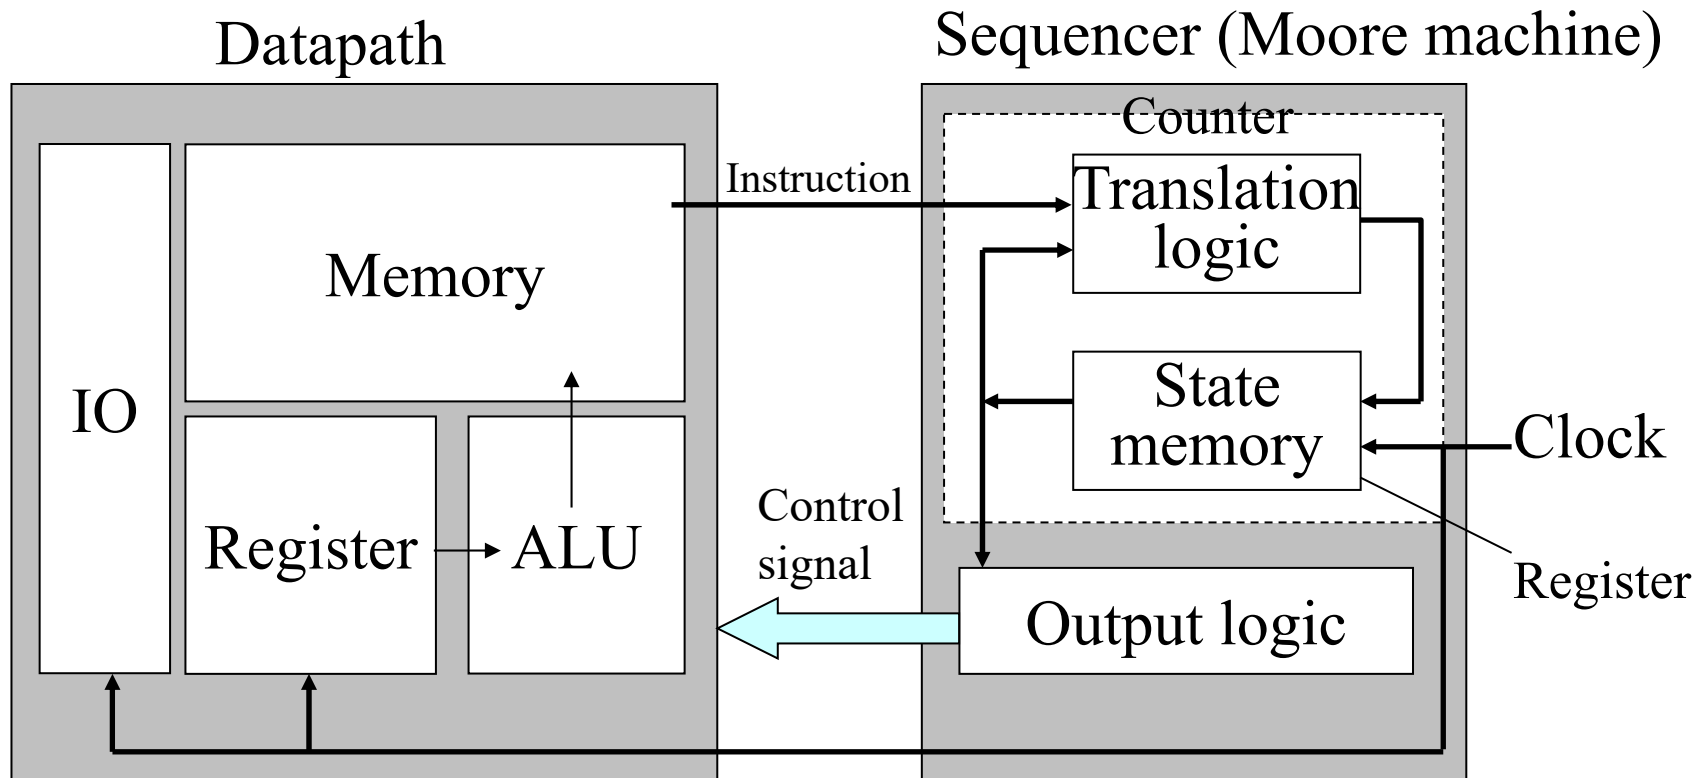 Datapath
Sequencer (Moore machine)
Counter
Instruction
Translation
logic
Memory
IO
State
memory
Clock
Control
signal
Register
ALU
Register
Output logic